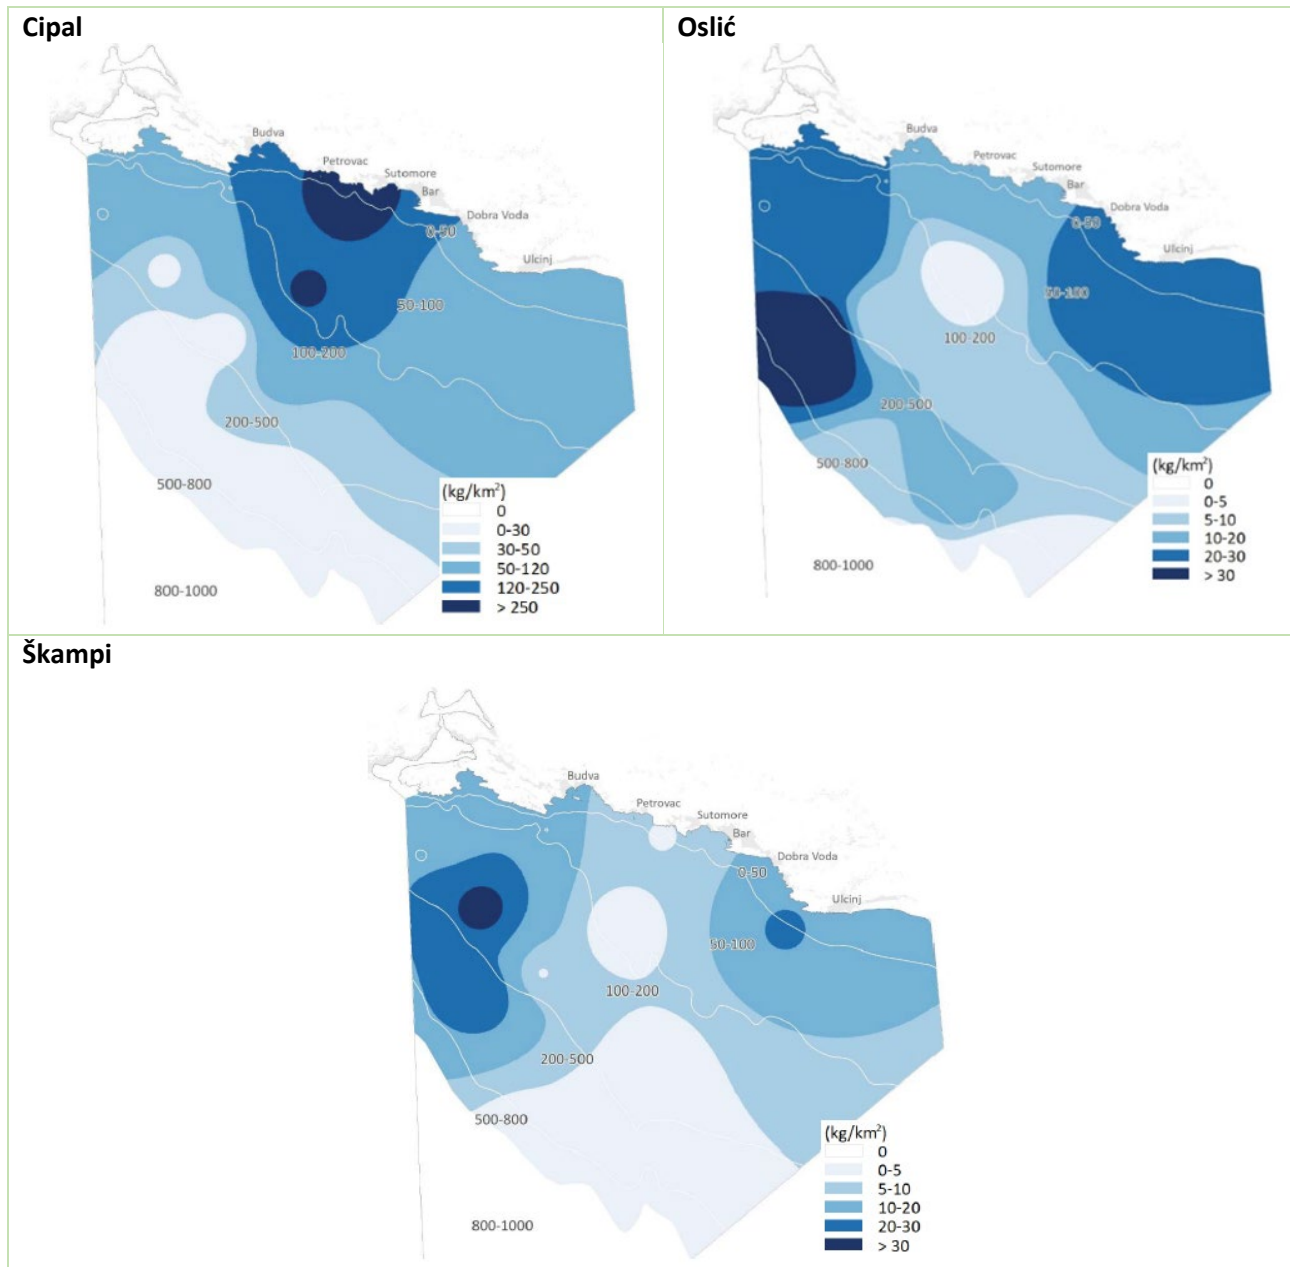 Cipal
Budva
Petrovac
Sutomore
Bar
Dobra Voda
0-50
Ulcinj
50-100
100-200
200-500
500-800
800-1000
(kg/km²)
0
0-30
30-50
50-120
120-250
> 250
Oslić
Budva
Petrovac
Sutomore
Bar
Dobra Voda
0-50
Ulcinj
50-100
100-200
200-500
500-800
800-1000
(kg/km²)
0
0-5
5-10
10-20
20-30
> 30
Škampi
Budva
Petrovac
Sutomore
Bar
Dobra Voda
0-50
Ulcinj
50-100
100-200
200-500
500-800
800-1000
(kg/km²)
0
0-5
5-10
10-20
20-30
> 30